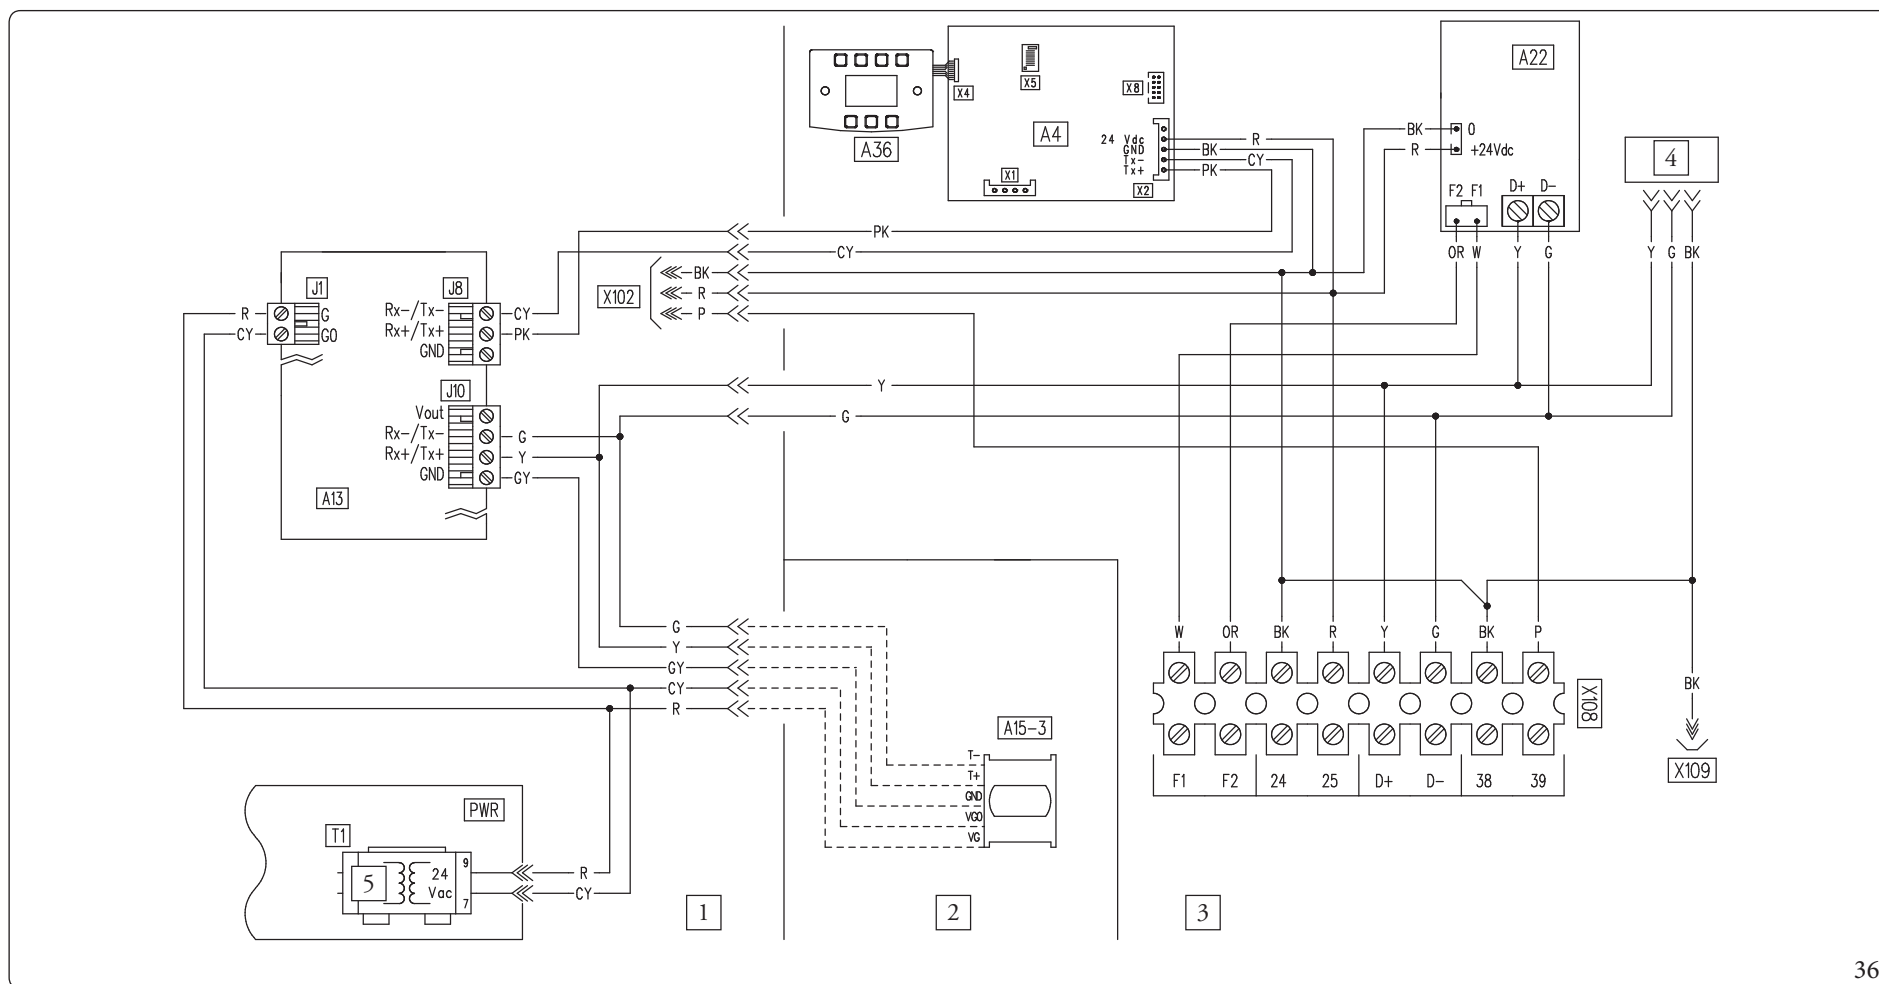 X4
X5
X8
A22
A4
A36
24 Vdc
GND
Tx-
Tx+
X1
X2
R
BK
CY
PK
BK
R
0
+24Vdc
4
F2 F1
D+ D-
OR W Y G
Y G BK
PK
CY
X102
BK
R
P
J1
J8
R
CY
G
G0
Rx-/Tx-
Rx+/Tx+
GND
CY
PK
J10
Vout
Rx-/Tx-
Rx+/Tx+
GND
G
Y
GY
A13
Y
G
G
Y
GY
CY
R
W OR BK R Y G BK P
X108
BK
X109
F1 F2 24 25 D+ D- 38 39
A15-3
T-
T+
GND
VG0
VG
PWR
T1
5
24
Vac
9
7
R
CY
1
2
3
36